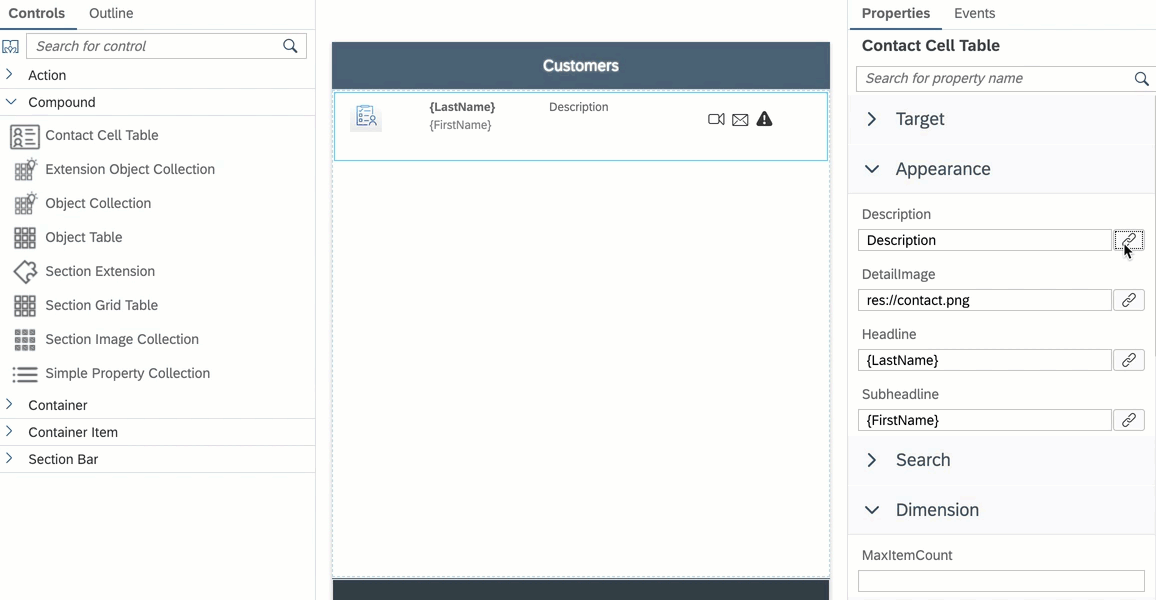 Controls
Outline
Search for control
Action
Compound
Contact Cell Table
Extension Object Collection
Object Collection
Object Table
Section Extension
Section Grid Table
Section Image Collection
Simple Property Collection
Container
Container Item
Section Bar
Customers
{LastName}
Description
{FirstName}
Properties
Events
Contact Cell Table
Search for property name
Target
Appearance
Description
Description
DetailImage
res://contact.png
Headline
{LastName}
Subheadline
{FirstName}
Search
Dimension
MaxItemCount